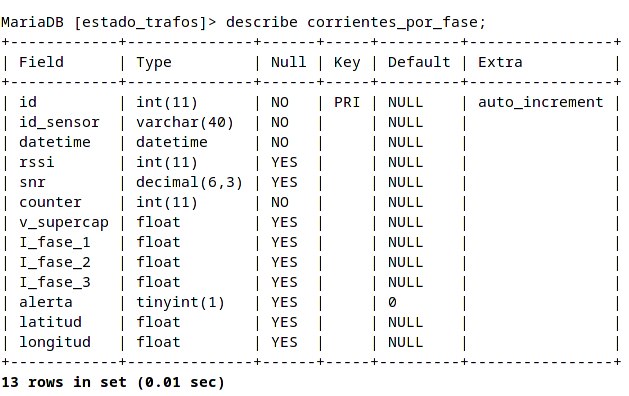 MariaDB [estado_trafos]> describe corrientes_por_fase;
+------------+--------------+------+-----+---------+----------------+
| Field      | Type         | Null | Key | Default | Extra          |
+------------+--------------+------+-----+---------+----------------+
| id         | int(11)      | NO   | PRI | NULL    | auto_increment |
| id_sensor  | varchar(40)  | NO   |     | NULL    |                |
| datetime   | datetime     | NO   |     | NULL    |                |
| rssi       | int(11)      | YES  |     | NULL    |                |
| snr        | decimal(6,3) | YES  |     | NULL    |                |
| counter    | int(11)      | NO   |     | NULL    |                |
| v_supercap | float        | YES  |     | NULL    |                |
| I_fase_1   | float        | YES  |     | NULL    |                |
| I_fase_2   | float        | YES  |     | NULL    |                |
| I_fase_3   | float        | YES  |     | NULL    |                |
| alerta     | tinyint(1)   | YES  |     | 0       |                |
| latitud    | float        | YES  |     | NULL    |                |
| longitud   | float        | YES  |     | NULL    |                |
+------------+--------------+------+-----+---------+----------------+
13 rows in set (0.01 sec)